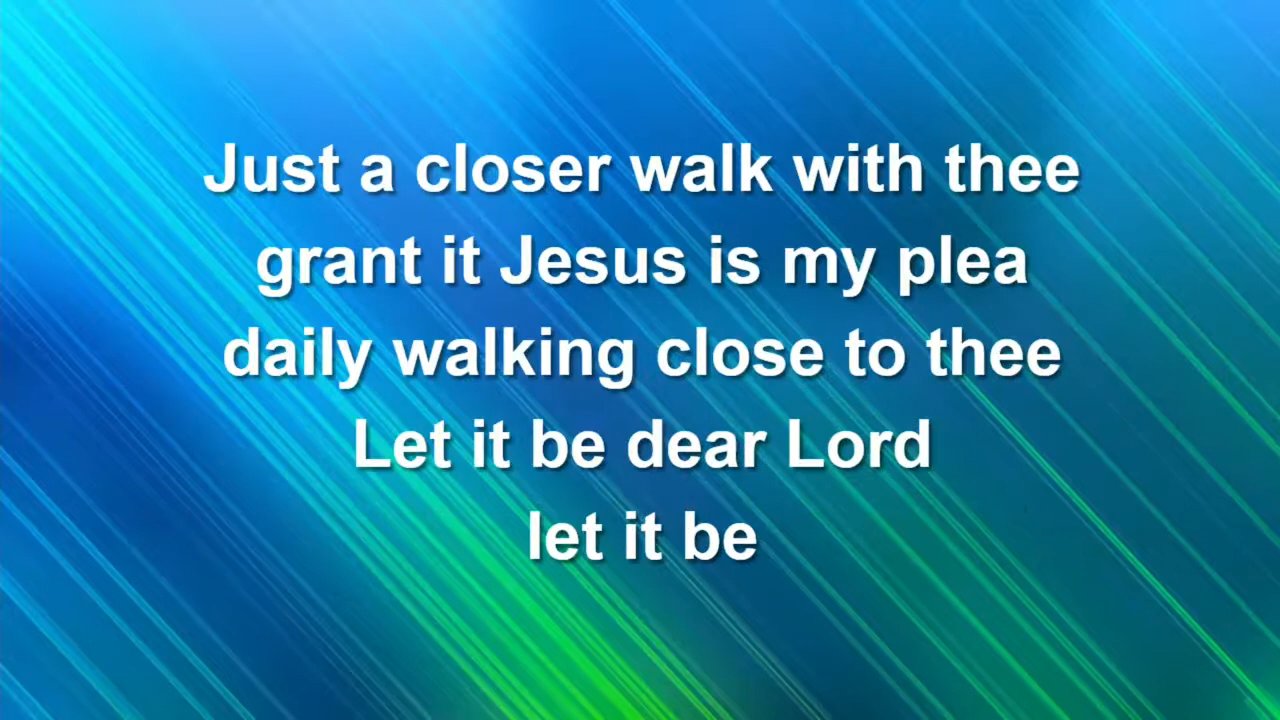 Just a closer walk with thee
grant it Jesus is my plea
daily walking close to thee
Let it be dear Lord
let it be